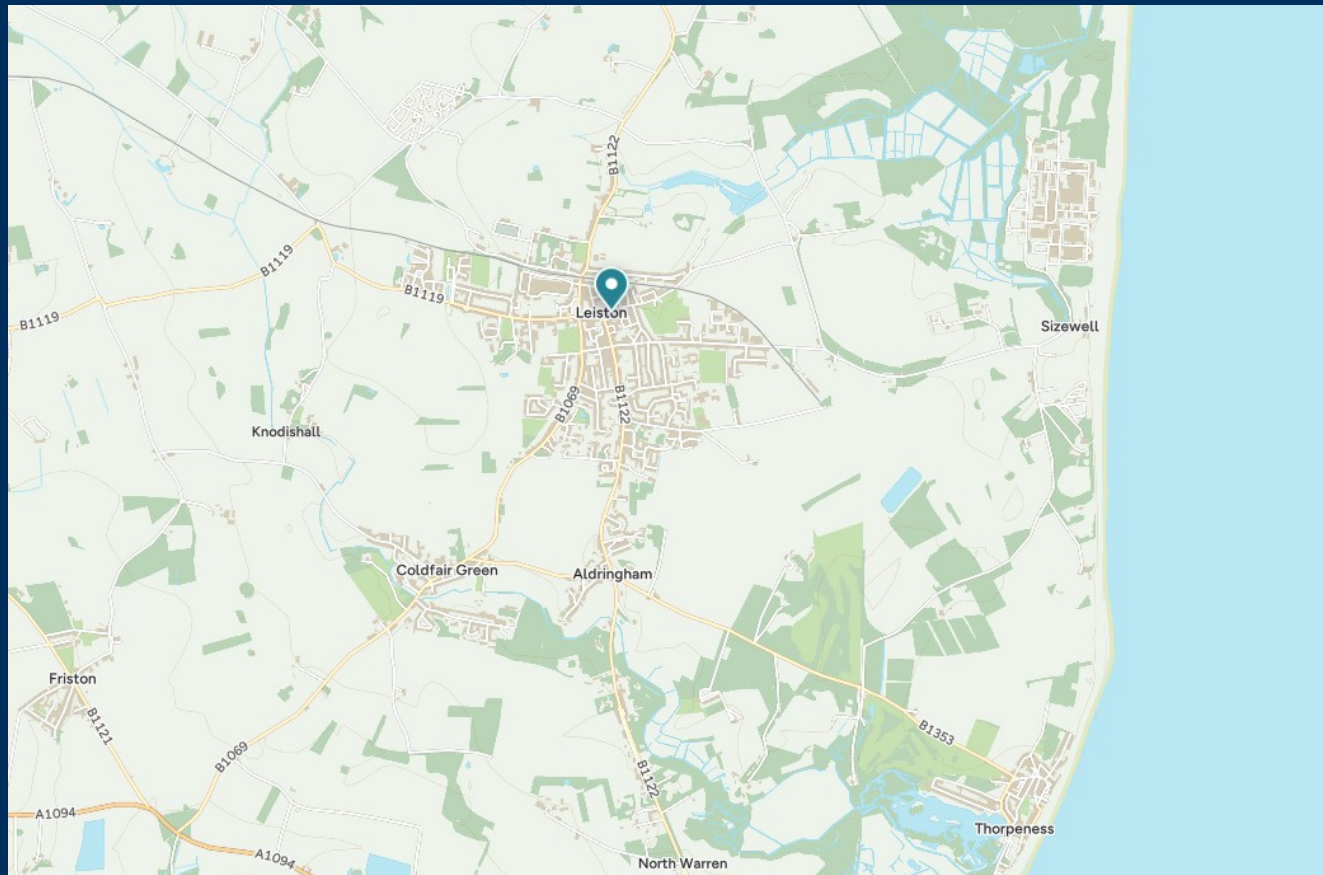 B1122
B1119
B1119
B1119
Leiston
Sizewell
B1069
B1122
Knodishall
Coldfair Green
Aldringham
Friston
B1121
B1069
B1353
B1122
A1094
Thorpeness
A1094
North Warren